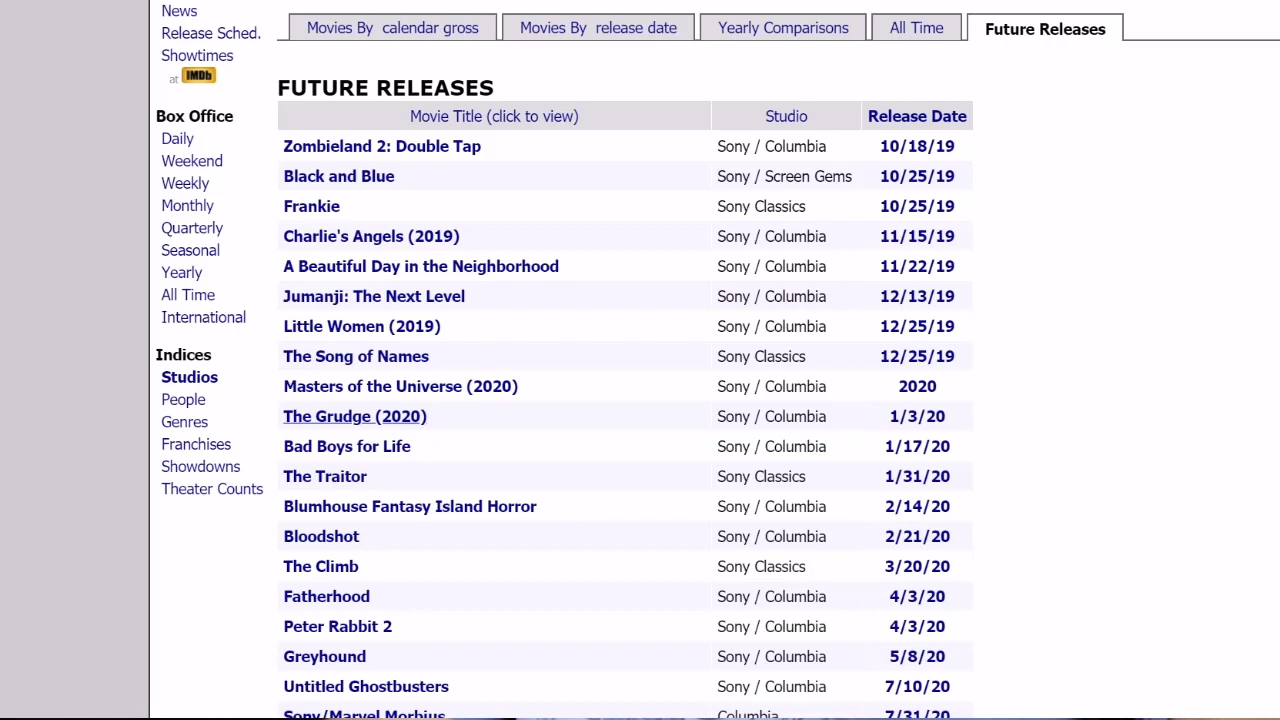 News
Release Sched.
Showtimes
at IMDb
Box Office
Daily
Weekend
Weekly
Monthly
Quarterly
Seasonal
Yearly
All Time
International
Indices
Studios
People
Genres
Franchises
Showdowns
Theater Counts
Movies By calendar gross
Movies By release date
Yearly Comparisons
All Time
Future Releases
FUTURE RELEASES
Movie Title (click to view) Studio Release Date
Zombieland 2: Double Tap Sony / Columbia 10/18/19
Black and Blue Sony / Screen Gems 10/25/19
Frankie Sony Classics 10/25/19
Charlie's Angels (2019) Sony / Columbia 11/15/19
A Beautiful Day in the Neighborhood Sony / Columbia 11/22/19
Jumanji: The Next Level Sony / Columbia 12/13/19
Little Women (2019) Sony / Columbia 12/25/19
The Song of Names Sony Classics 12/25/19
Masters of the Universe (2020) Sony / Columbia 2020
The Grudge (2020) Sony / Columbia 1/3/20
Bad Boys for Life Sony / Columbia 1/17/20
The Traitor Sony Classics 1/31/20
Blumhouse Fantasy Island Horror Sony / Columbia 2/14/20
Bloodshot Sony / Columbia 2/21/20
The Climb Sony Classics 3/20/20
Fatherhood Sony / Columbia 4/3/20
Peter Rabbit 2 Sony / Columbia 4/3/20
Greyhound Sony / Columbia 5/8/20
Untitled Ghostbusters Sony / Columbia 7/10/20
Sony/Marvel Morbius Columbia 7/31/20